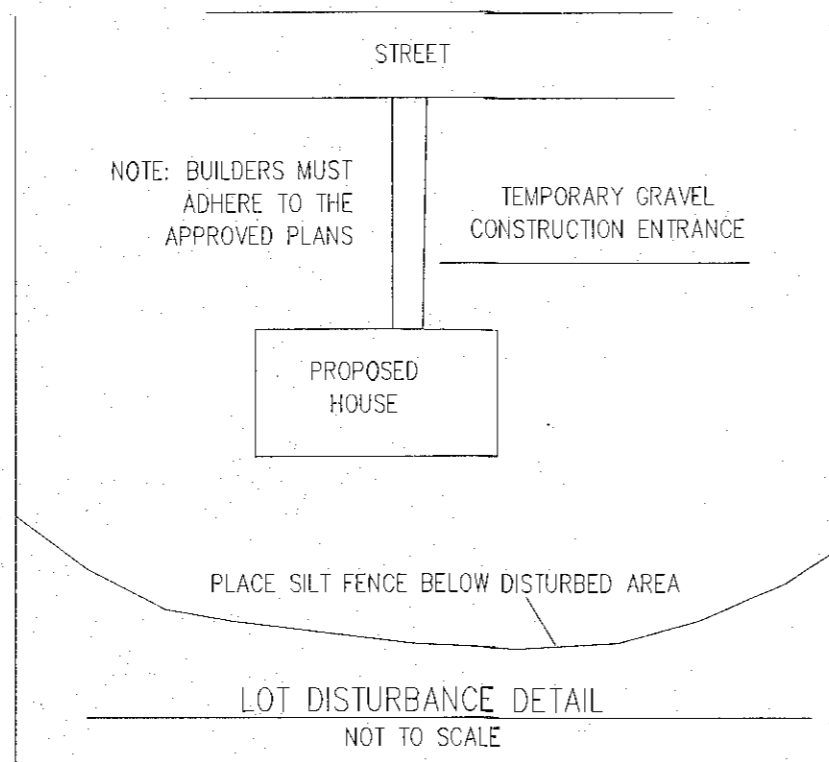 STREET
NOTE: BUILDERS MUST
ADHERE TO THE
APPROVED PLANS
TEMPORARY GRAVEL
CONSTRUCTION ENTRANCE
PROPOSED
HOUSE
PLACE SILT FENCE BELOW DISTURBED AREA
LOT DISTURBANCE DETAIL
NOT TO SCALE